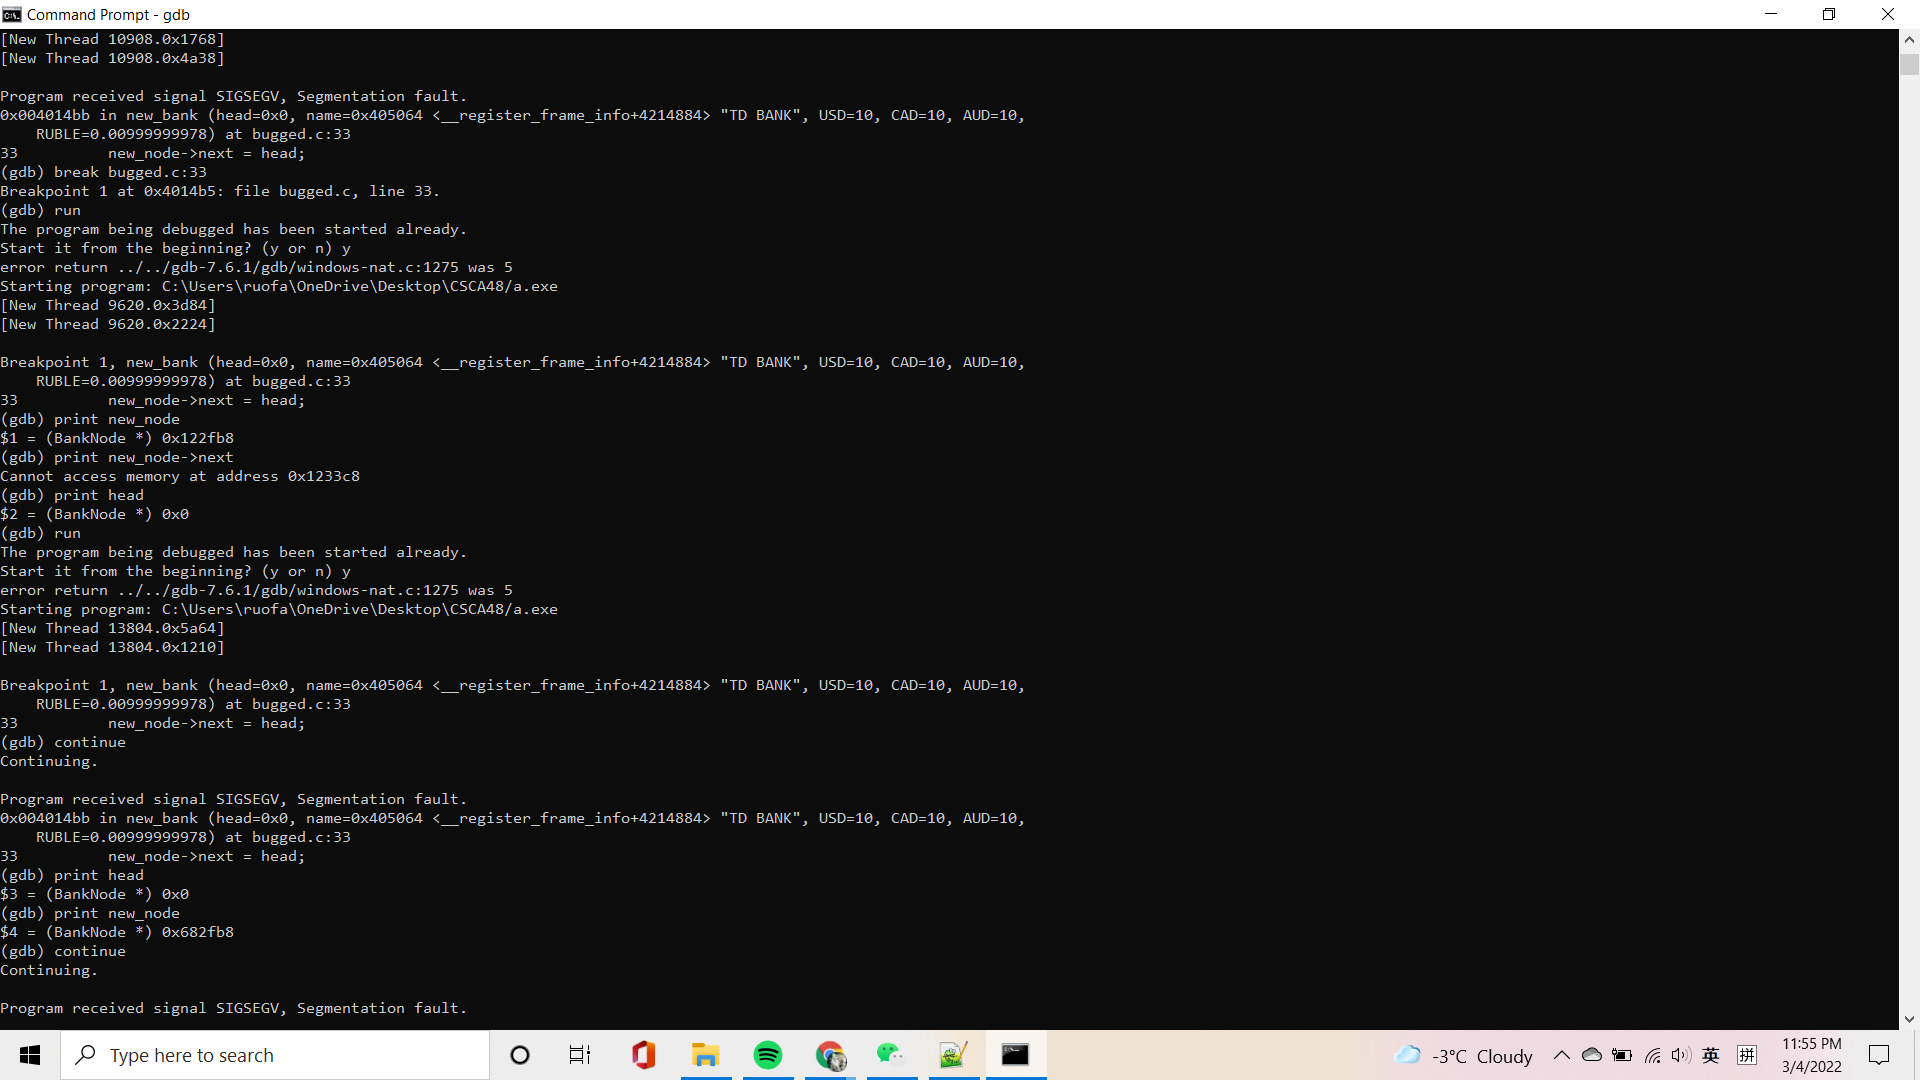 Command Prompt - gdb
[New Thread 10908.0x1768]
[New Thread 10908.0x4a38]
Program received signal SIGSEGV, Segmentation fault.
0x004014bb in new_bank (head=0x0, name=0x405064 <__register_frame_info+4214884> "TD BANK", USD=10, CAD=10, AUD=10,
RUBLE=0.00999999978) at bugged.c:33
33 new_node->next = head;
(gdb) break bugged.c:33
Breakpoint 1 at 0x4014b5: file bugged.c, line 33.
(gdb) run
The program being debugged has been started already.
Start it from the beginning? (y or n) y
error return ../../gdb-7.6.1/gdb/windows-nat.c:1275 was 5
Starting program: C:\Users\ruofa\OneDrive\Desktop\CSCA48/a.exe
[New Thread 9620.0x3d84]
[New Thread 9620.0x2224]
Breakpoint 1, new_bank (head=0x0, name=0x405064 <__register_frame_info+4214884> "TD BANK", USD=10, CAD=10, AUD=10,
RUBLE=0.00999999978) at bugged.c:33
33 new_node->next = head;
(gdb) print new_node
$1 = (BankNode *) 0x122fb8
(gdb) print new_node->next
Cannot access memory at address 0x1233c8
(gdb) print head
$2 = (BankNode *) 0x0
(gdb) run
The program being debugged has been started already.
Start it from the beginning? (y or n) y
error return ../../gdb-7.6.1/gdb/windows-nat.c:1275 was 5
Starting program: C:\Users\ruofa\OneDrive\Desktop\CSCA48/a.exe
[New Thread 13804.0x5a64]
[New Thread 13804.0x1210]
Breakpoint 1, new_bank (head=0x0, name=0x405064 <__register_frame_info+4214884> "TD BANK", USD=10, CAD=10, AUD=10,
RUBLE=0.00999999978) at bugged.c:33
33 new_node->next = head;
(gdb) continue
Continuing.
Program received signal SIGSEGV, Segmentation fault.
0x004014bb in new_bank (head=0x0, name=0x405064 <__register_frame_info+4214884> "TD BANK", USD=10, CAD=10, AUD=10,
RUBLE=0.00999999978) at bugged.c:33
33 new_node->next = head;
(gdb) print head
$3 = (BankNode *) 0x0
(gdb) print new_node
$4 = (BankNode *) 0x682fb8
(gdb) continue
Continuing.
Program received signal SIGSEGV, Segmentation fault.
Type here to search
-3°C Cloudy
英
拼
11:55 PM
3/4/2022